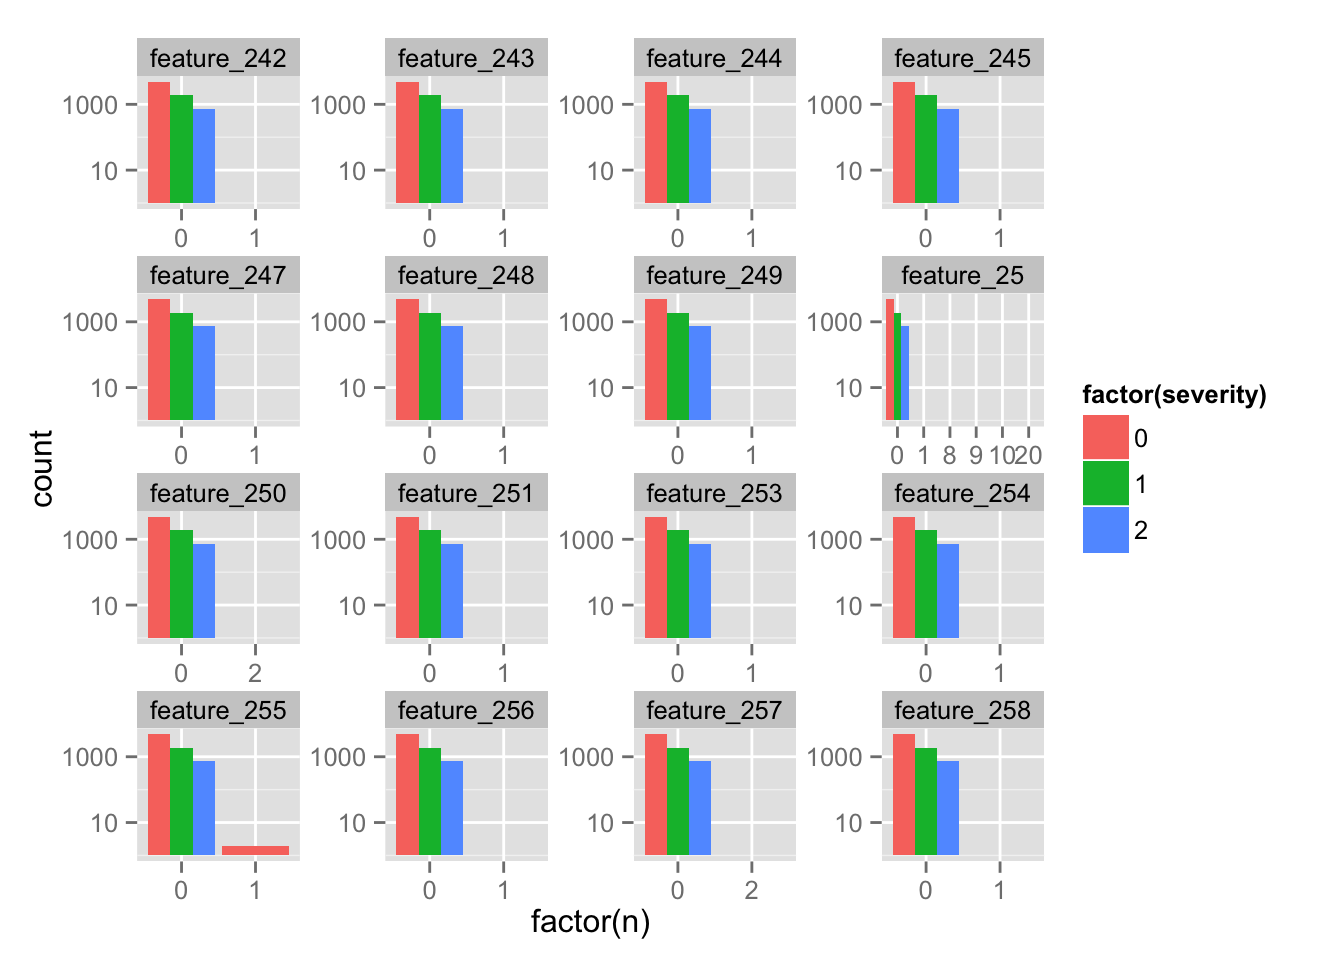 feature_242 feature_243 feature_244 feature_245
1000 1000 1000 1000
10 10 10 10
0 1 0 1 0 1 0 1
feature_247 feature_248 feature_249 feature_25
1000 1000 1000 1000
10 10 10 10
0 1 0 1 0 1 0 1 8 9 10 20
feature_250 feature_251 feature_253 feature_254
1000 1000 1000 1000
10 10 10 10
0 2 0 1 0 1 0 1
feature_255 feature_256 feature_257 feature_258
1000 1000 1000 1000
10 10 10 10
0 1 0 1 0 2 0 1
factor(n)
count
factor(severity)
0
1
2